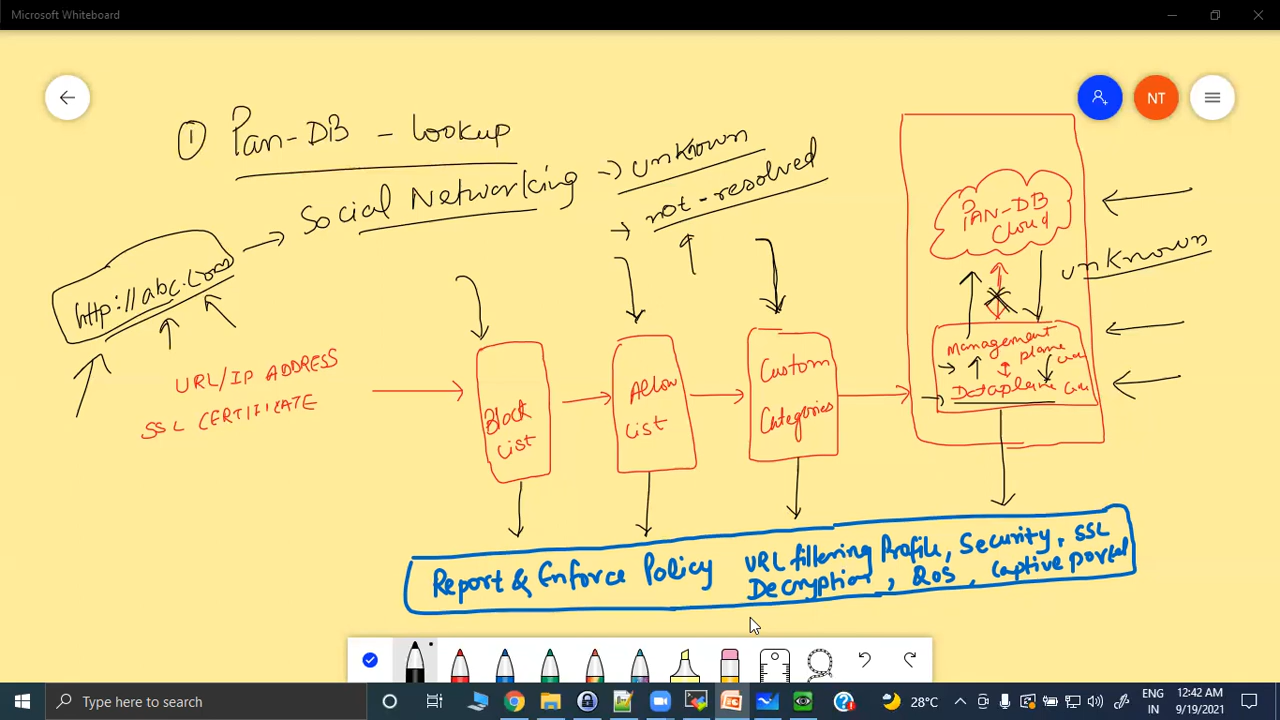 Microsoft Whiteboard
NT
① Pan-DB - lookup
Social Networking → unknown
→ not-resolved
http://abc.com
URL/IP ADDRESS
SSL CERTIFICATE
Block
List
Allow
List
Custom
Categories
PAN-DB
Cloud
unknown
Management
plane
Dataplane
Report & Enforce Policy URL filtering Profile, Security, SSL
Decryption, QoS, Captive portal
Type here to search
28°C
ENG
IN
12:42 AM
9/19/2021